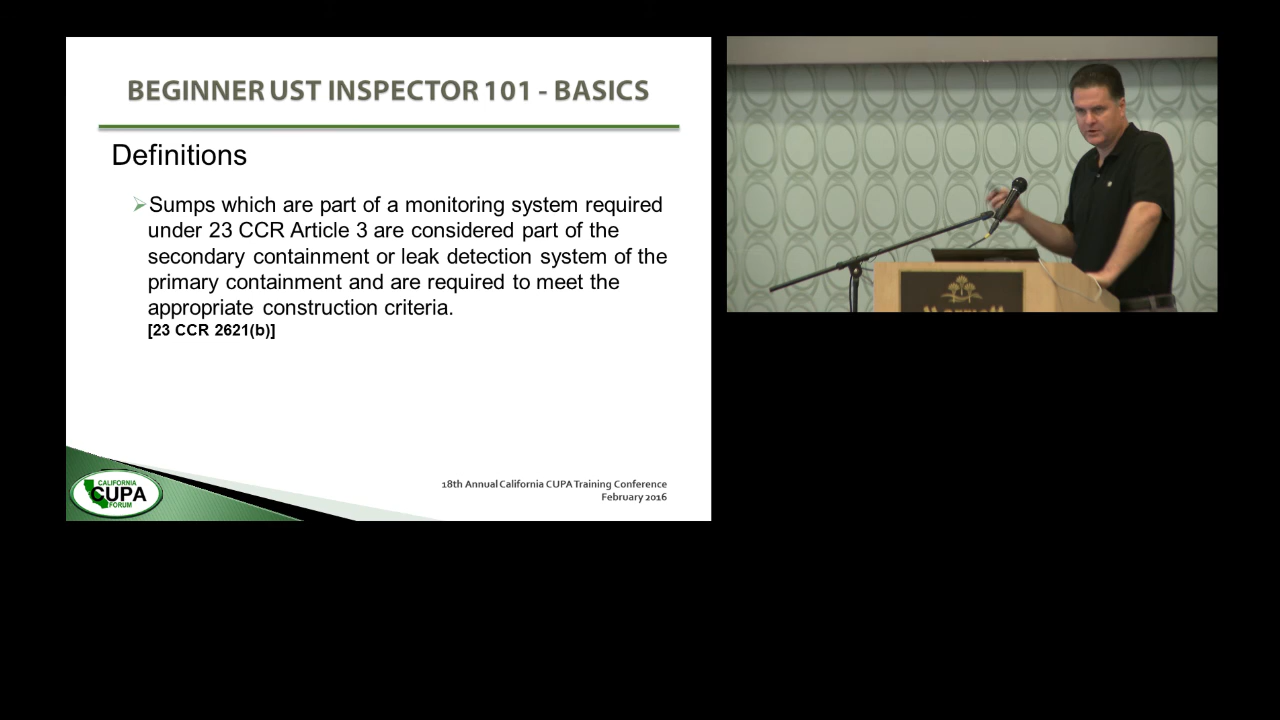 BEGINNER UST INSPECTOR 101 - BASICS
Definitions
Sumps which are part of a monitoring system required
under 23 CCR Article 3 are considered part of the
secondary containment or leak detection system of the
primary containment and are required to meet the
appropriate construction criteria.
[23 CCR 2621(b)]
18th Annual California CUPA Training Conference
February 2016
CALIFORNIA
CUPA
FORUM